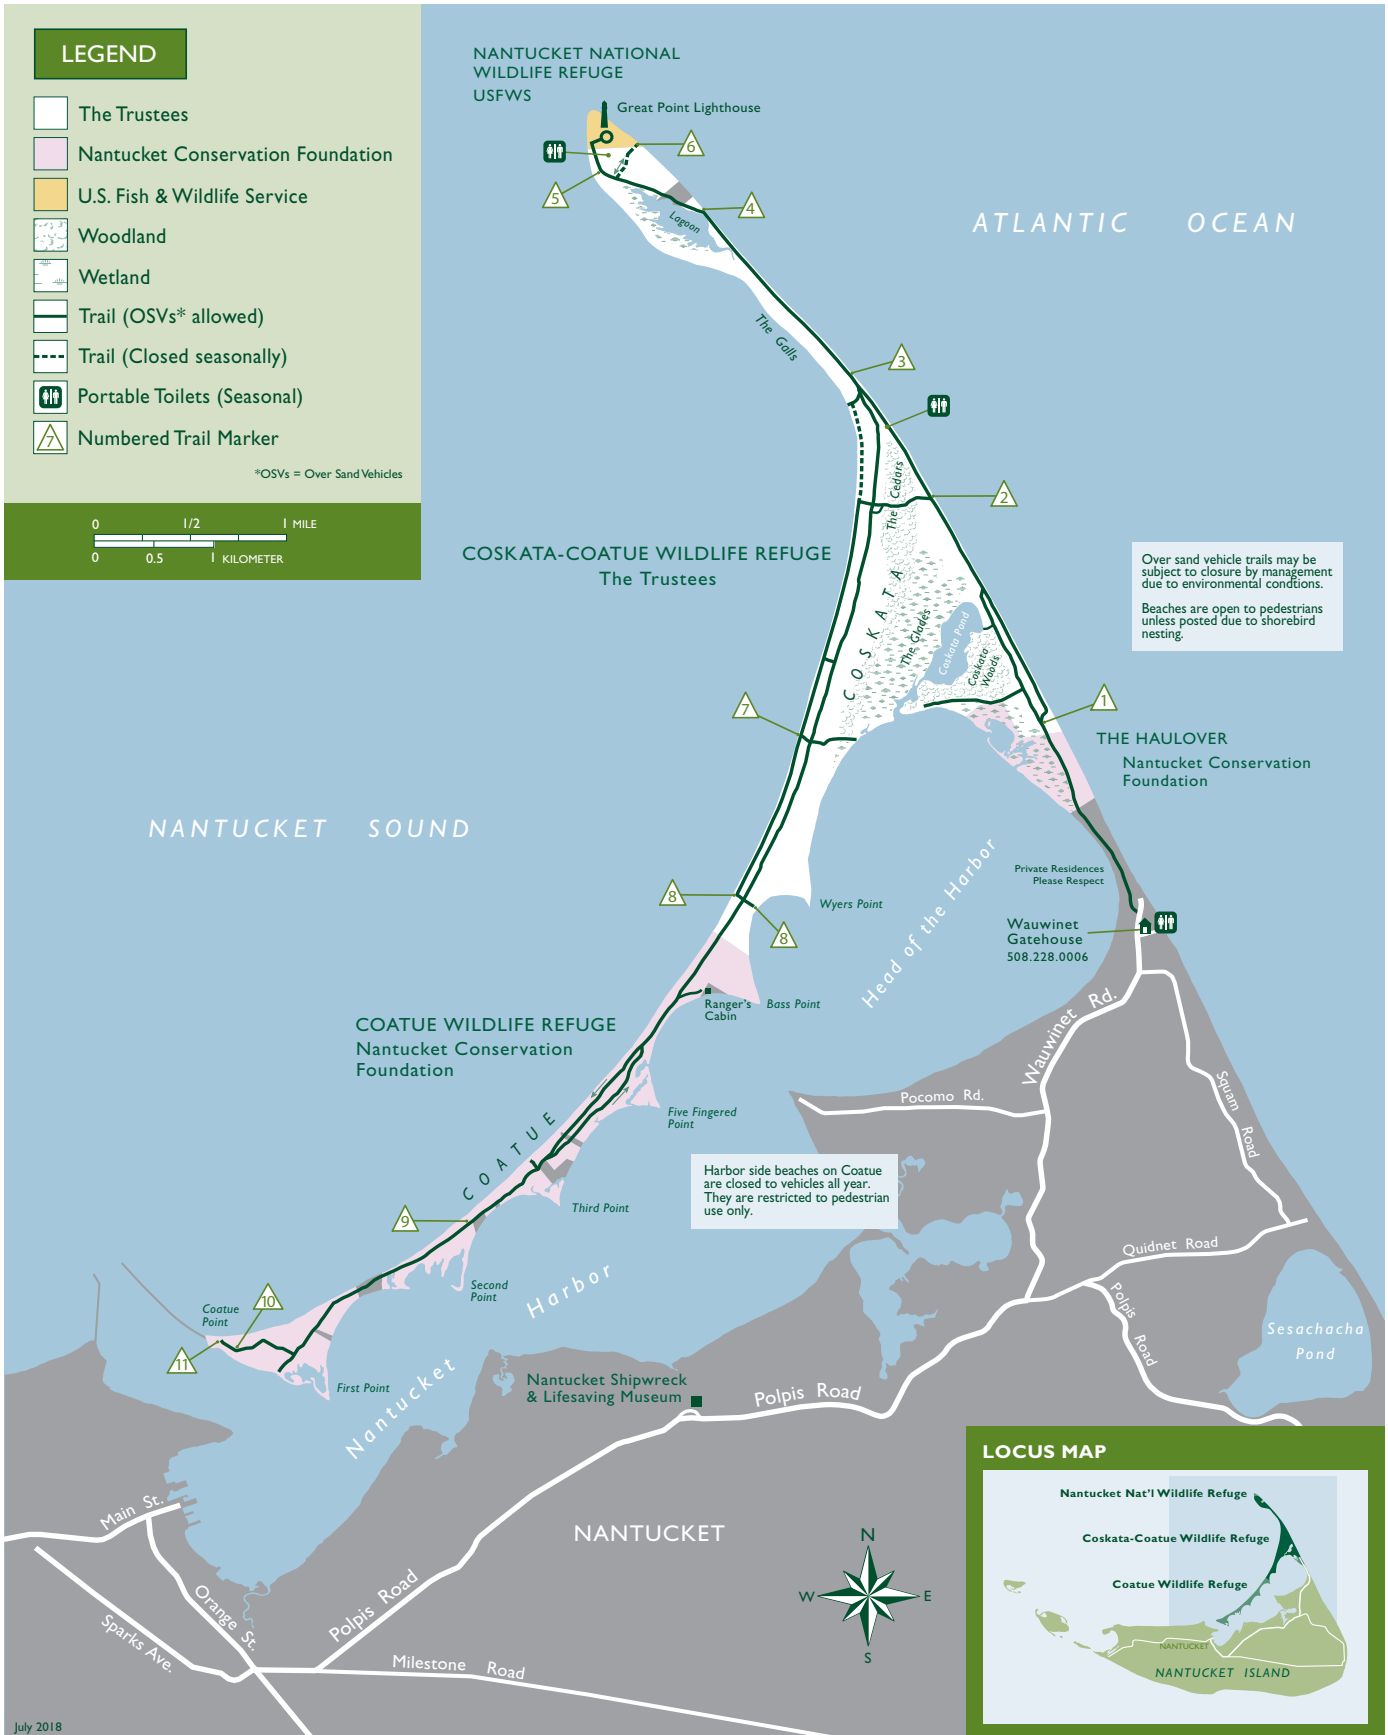 LEGEND
The Trustees
Nantucket Conservation Foundation
U.S. Fish & Wildlife Service
Woodland
Wetland
Trail (OSVs* allowed)
Trail (Closed seasonally)
Portable Toilets (Seasonal)
7
Numbered Trail Marker
*OSVs = Over Sand Vehicles
0 1/2 1 MILE
0 0.5 1 KILOMETER
NANTUCKET NATIONAL
WILDLIFE REFUGE
USFWS
Great Point Lighthouse
6
5
4
Lagoon
ATLANTIC OCEAN
The Galls
3
The Cedars
2
COSKATA-COATUE WILDLIFE REFUGE
The Trustees
Over sand vehicle trails may be
subject to closure by management
due to environmental condtions.
Beaches are open to pedestrians
unless posted due to shorebird
nesting.
COSKATA
The Glades
Coskata Pond
Coskata
Woods
7
1
THE HAULOVER
Nantucket Conservation
Foundation
NANTUCKET SOUND
Head of the Harbor
Private Residences
Please Respect
8
Wyers Point
8
Wauwinet
Gatehouse
508.228.0006
Ranger's
Cabin
Bass Point
COATUE WILDLIFE REFUGE
Nantucket Conservation
Foundation
Wauwinet Rd.
Pocomo Rd.
Squam Road
Five Fingered
Point
COATUE
Harbor side beaches on Coatue
are closed to vehicles all year.
They are restricted to pedestrian
use only.
Third Point
9
Quidnet Road
Second
Point
Nantucket Harbor
Polpis Road
Coatue
Point
10
11
First Point
Sesachacha
Pond
Nantucket Shipwreck
& Lifesaving Museum
Polpis Road
Main St.
NANTUCKET
Orange St.
Sparks Ave.
Polpis Road
Milestone Road
N
W E
S
July 2018
LOCUS MAP
Nantucket Nat'l Wildlife Refuge
Coskata-Coatue Wildlife Refuge
Coatue Wildlife Refuge
NANTUCKET
NANTUCKET ISLAND